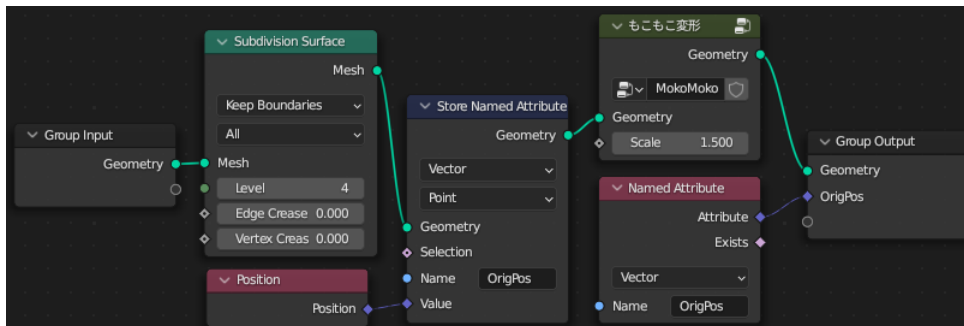 Group Input
Geometry
Subdivision Surface
Mesh
Keep Boundaries
All
Mesh
Level 4
Edge Crease 0.000
Vertex Creas 0.000
Position
Position
Store Named Attribute
Geometry
Vector
Point
Geometry
Selection
Name OrigPos
Value
もこもこ変形
Geometry
MokoMoko
Geometry
Scale 1.500
Named Attribute
Attribute
Exists
Vector
Name OrigPos
Group Output
Geometry
OrigPos